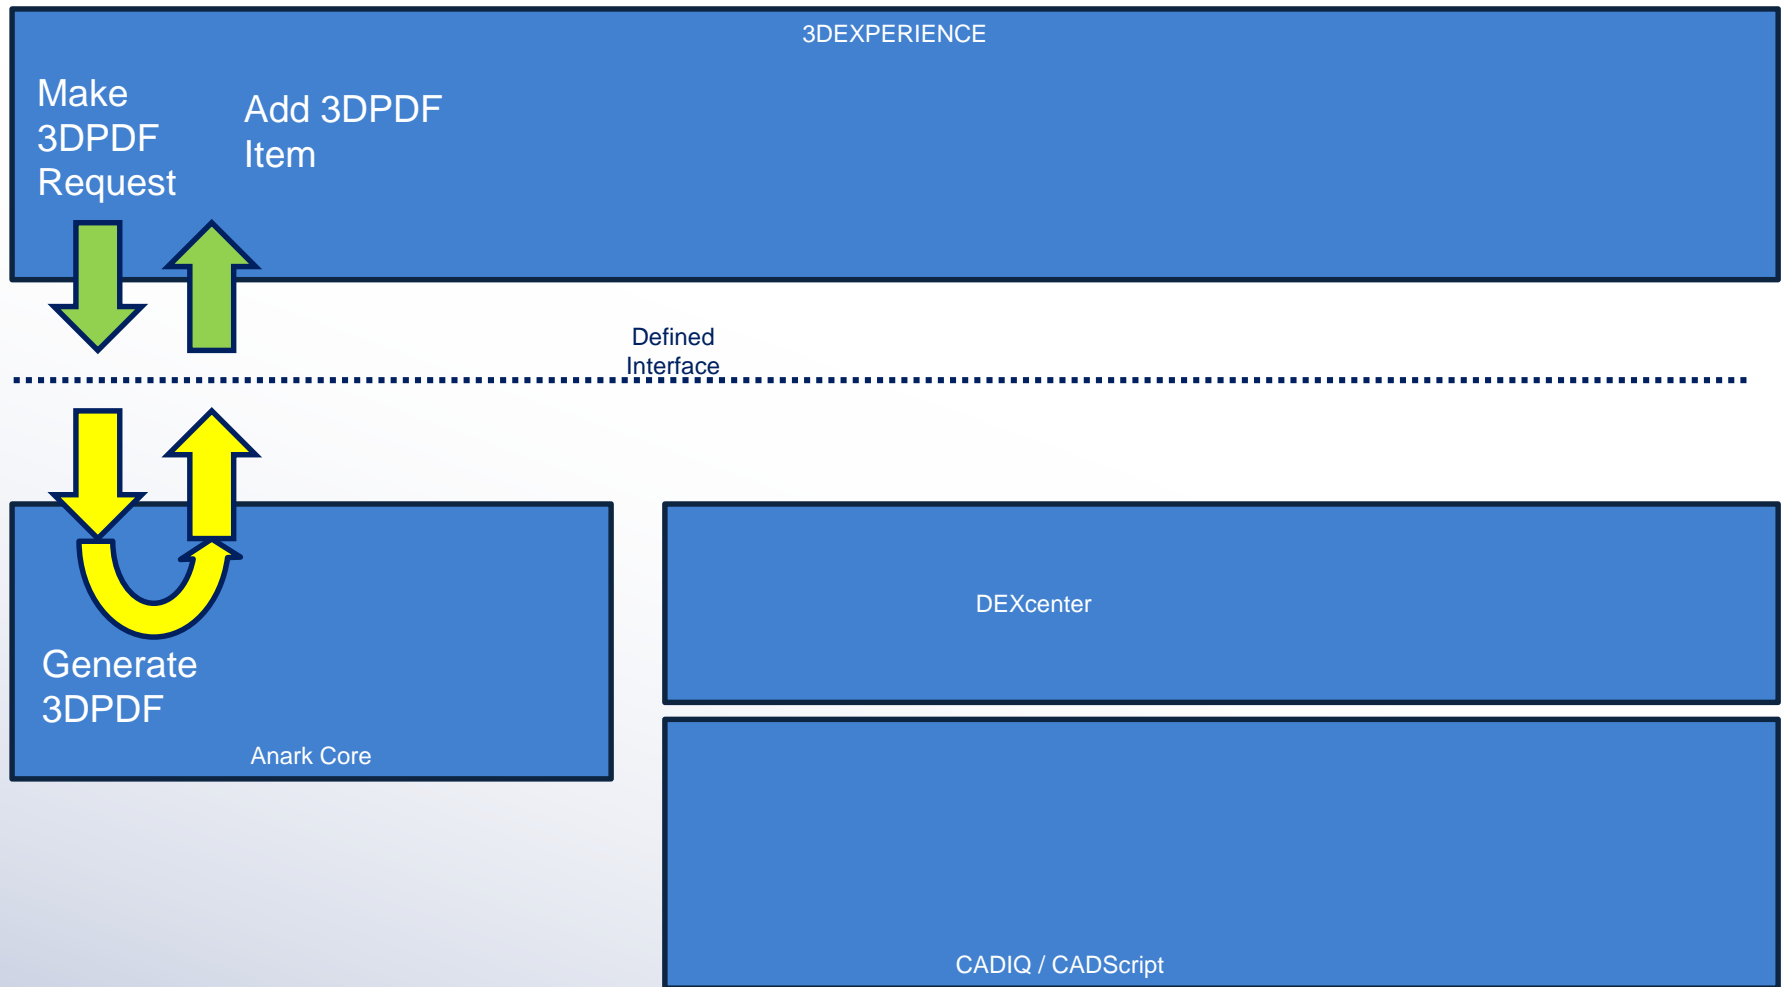 3DEXPERIENCE
Make
3DPDF
Request
Add 3DPDF
Item
Defined
Interface
Generate
3DPDF
Anark Core
DEXcenter
CADIQ / CADScript